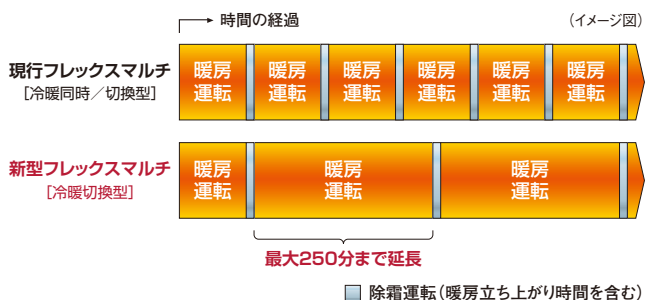 時間の経過
（イメージ図）
現行フレックスマルチ
［冷暖同時／切換型］
暖房 運転
暖房 運転
暖房 運転
暖房 運転
暖房 運転
暖房 運転
新型フレックスマルチ
［冷暖切換型］
暖房 運転
暖房 運転
暖房 運転
最大250分まで延長
除霜運転（暖房立ち上がり時間を含む）